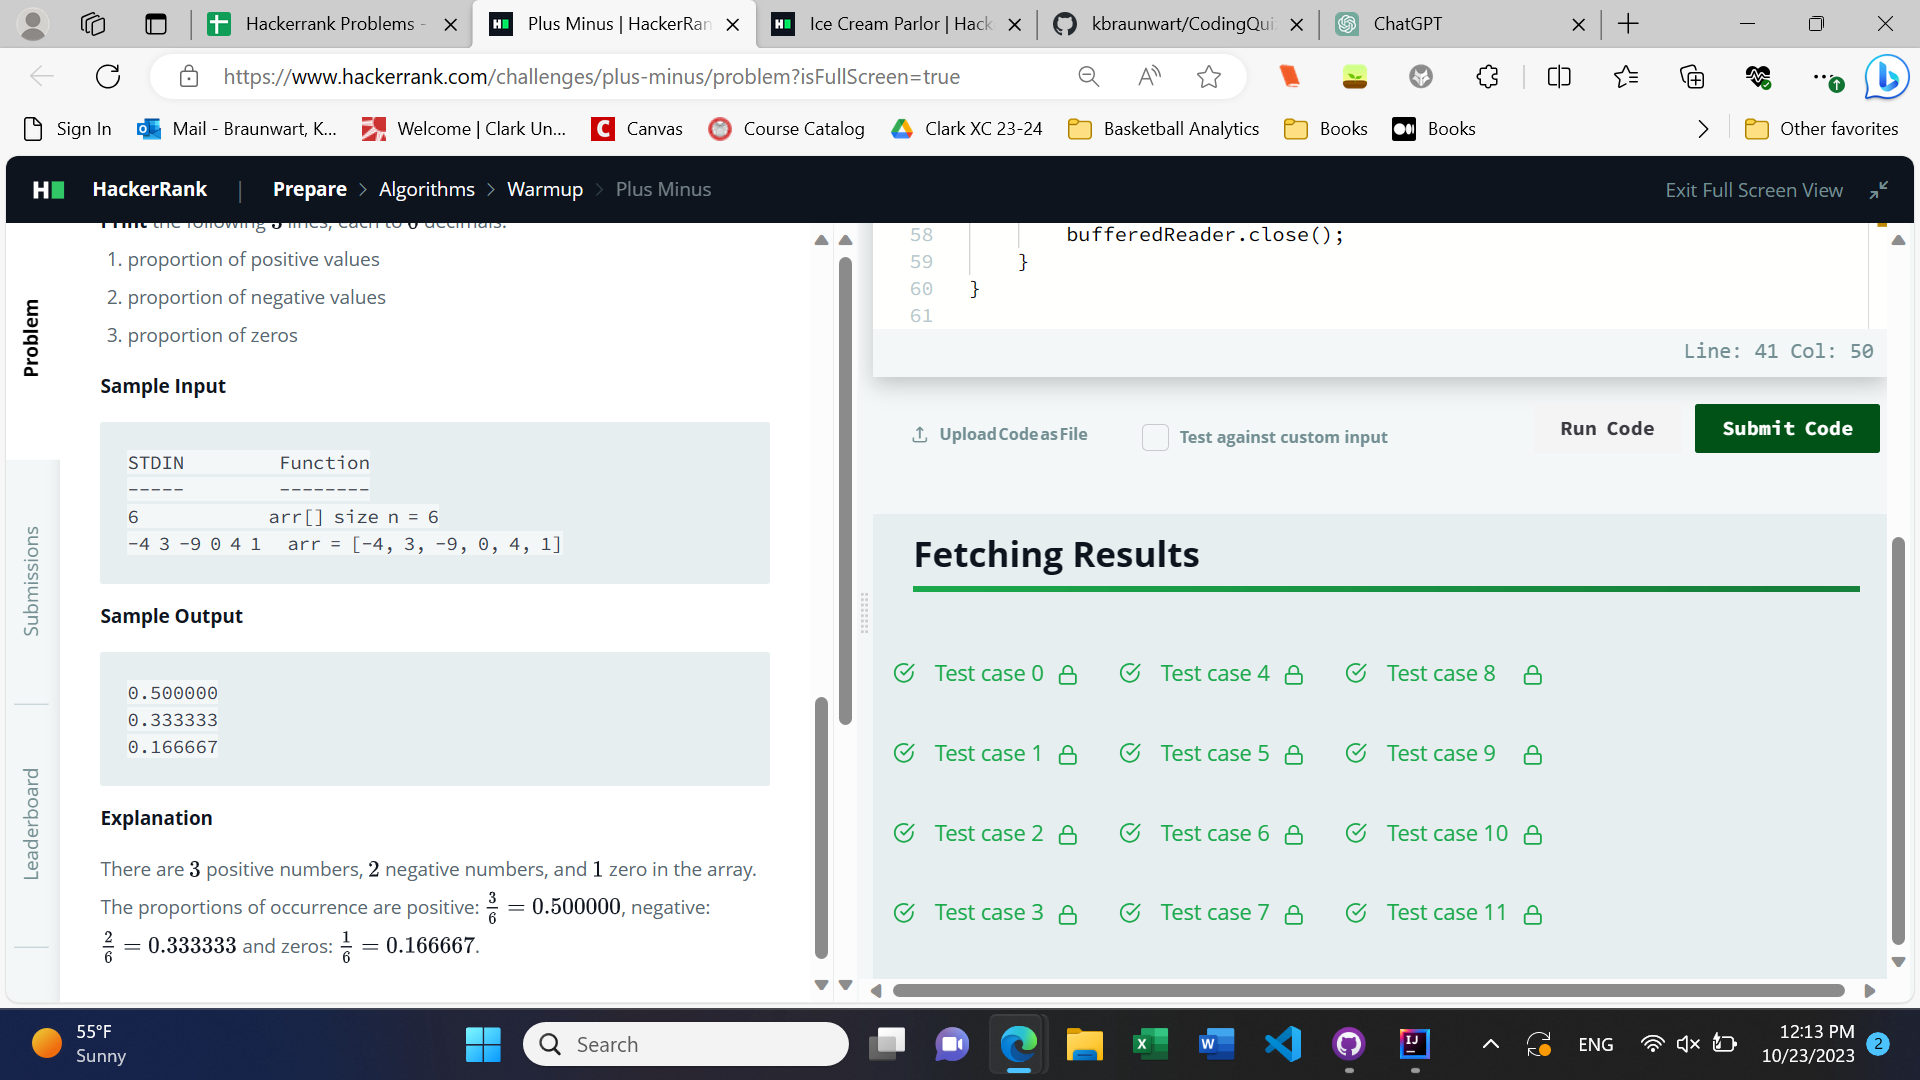 Hackerrank Problems -
Plus Minus | HackerRan
Ice Cream Parlor | Hack
kbraunwart/CodingQui
ChatGPT
https://www.hackerrank.com/challenges/plus-minus/problem?isFullScreen=true
Sign In
Mail - Braunwart, K...
Welcome | Clark Un...
Canvas
Course Catalog
Clark XC 23-24
Basketball Analytics
Books
Books
Other favorites
HackerRank | Prepare > Algorithms > Warmup > Plus Minus
Exit Full Screen View
Problem
Submissions
Leaderboard
Print the following 3 lines, each to 6 decimals:
1. proportion of positive values
2. proportion of negative values
3. proportion of zeros
Sample Input
STDIN Function
----- --------
6 arr[] size n = 6
-4 3 -9 0 4 1 arr = [-4, 3, -9, 0, 4, 1]
Sample Output
0.500000
0.333333
0.166667
Explanation
There are 3 positive numbers, 2 negative numbers, and 1 zero in the array.
The proportions of occurrence are positive: 3/6 = 0.500000, negative:
2/6 = 0.333333 and zeros: 1/6 = 0.166667.
58 bufferedReader.close();
59 }
60 }
61
Line: 41 Col: 50
Upload Code as File
Test against custom input
Run Code
Submit Code
Fetching Results
Test case 0
Test case 4
Test case 8
Test case 1
Test case 5
Test case 9
Test case 2
Test case 6
Test case 10
Test case 3
Test case 7
Test case 11
55°F
Sunny
Search
ENG
12:13 PM
10/23/2023
2